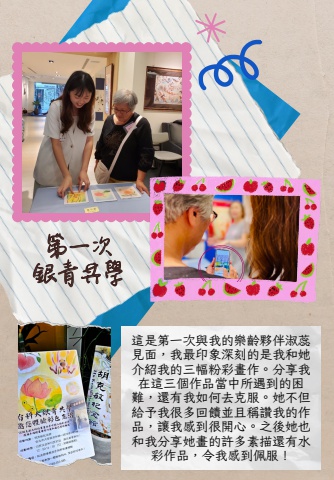 第一次
銀青共學
這是第一次與我的樂齡夥伴淑蕊
見面，我最印象深刻的是我和她
介紹我的三幅粉彩畫作。分享我
在這三個作品當中所遇到的困
難，還有我如何去克服。她不但
給予我很多回饋並且稱讚我的作
品，讓我感到很開心。之後她也
和我分享她畫的許多素描還有水
彩作品，令我感到佩服！